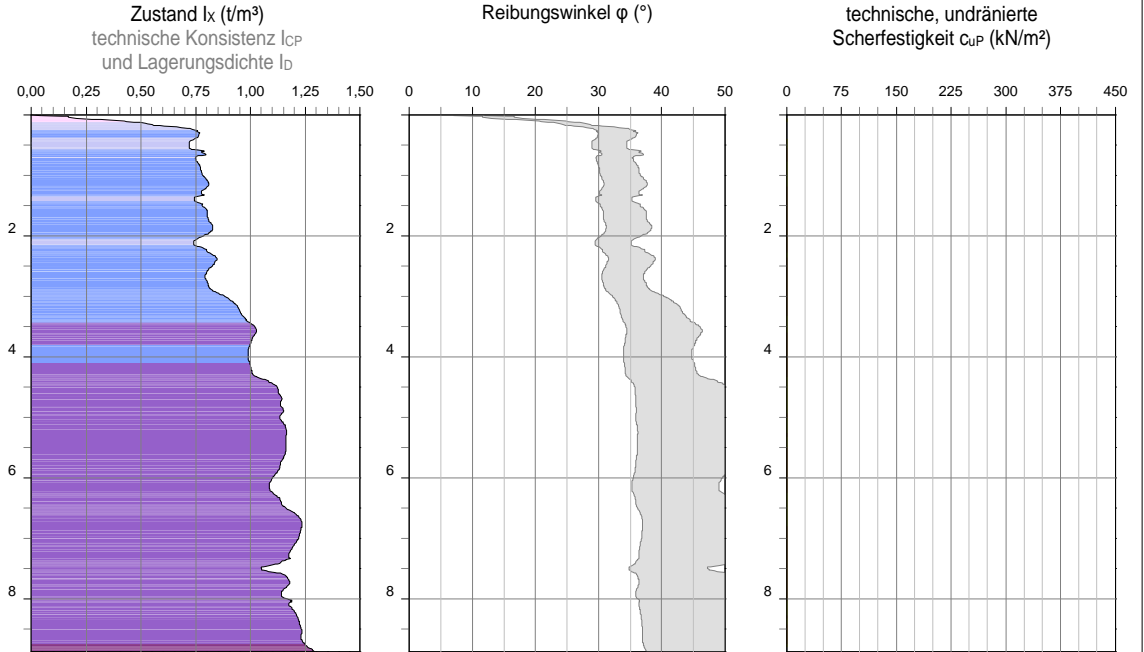 Zustand IX (t/m³)
technische Konsistenz ICP
und Lagerungsdichte ID
0,00 0,25 0,50 0,75 1,00 1,25 1,50
2
4
6
8
Reibungswinkel φ (°)
0 10 20 30 40 50
2
4
6
8
technische, undränierte
Scherfestigkeit cuP (kN/m²)
0 75 150 225 300 375 450
2
4
6
8